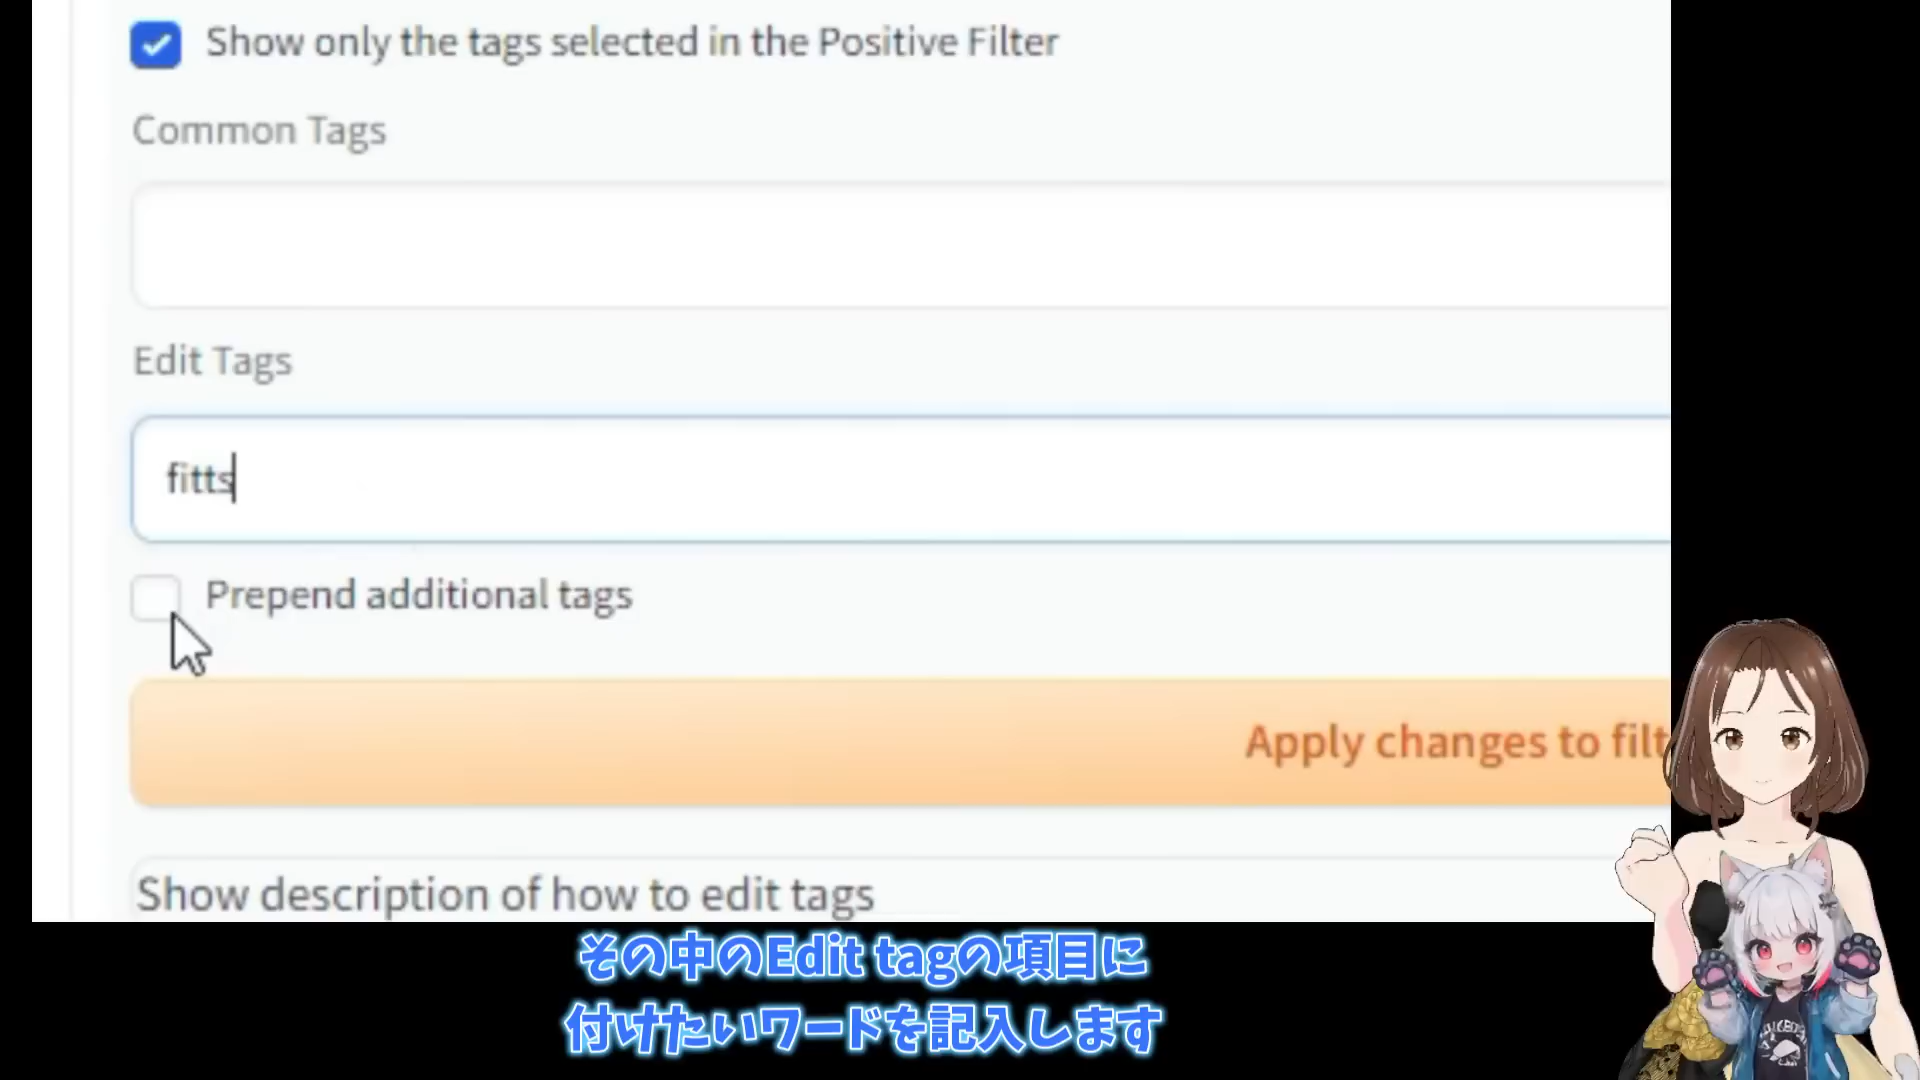 Show only the tags selected in the Positive Filter
Common Tags
Edit Tags
fitts
Prepend additional tags
Apply changes to filt
Show description of how to edit tags
その中のEdit tagの項目に
付けたいワードを記入します